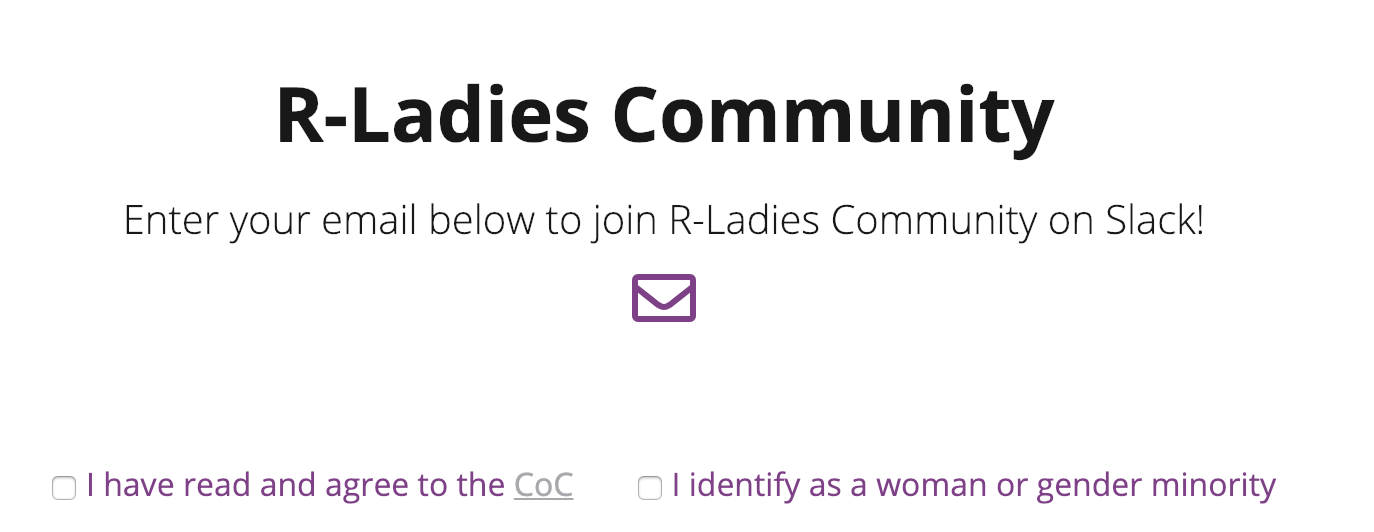 R-Ladies Community
Enter your email below to join R-Ladies Community on Slack!
I have read and agree to the CoC I identify as a woman or gender minority